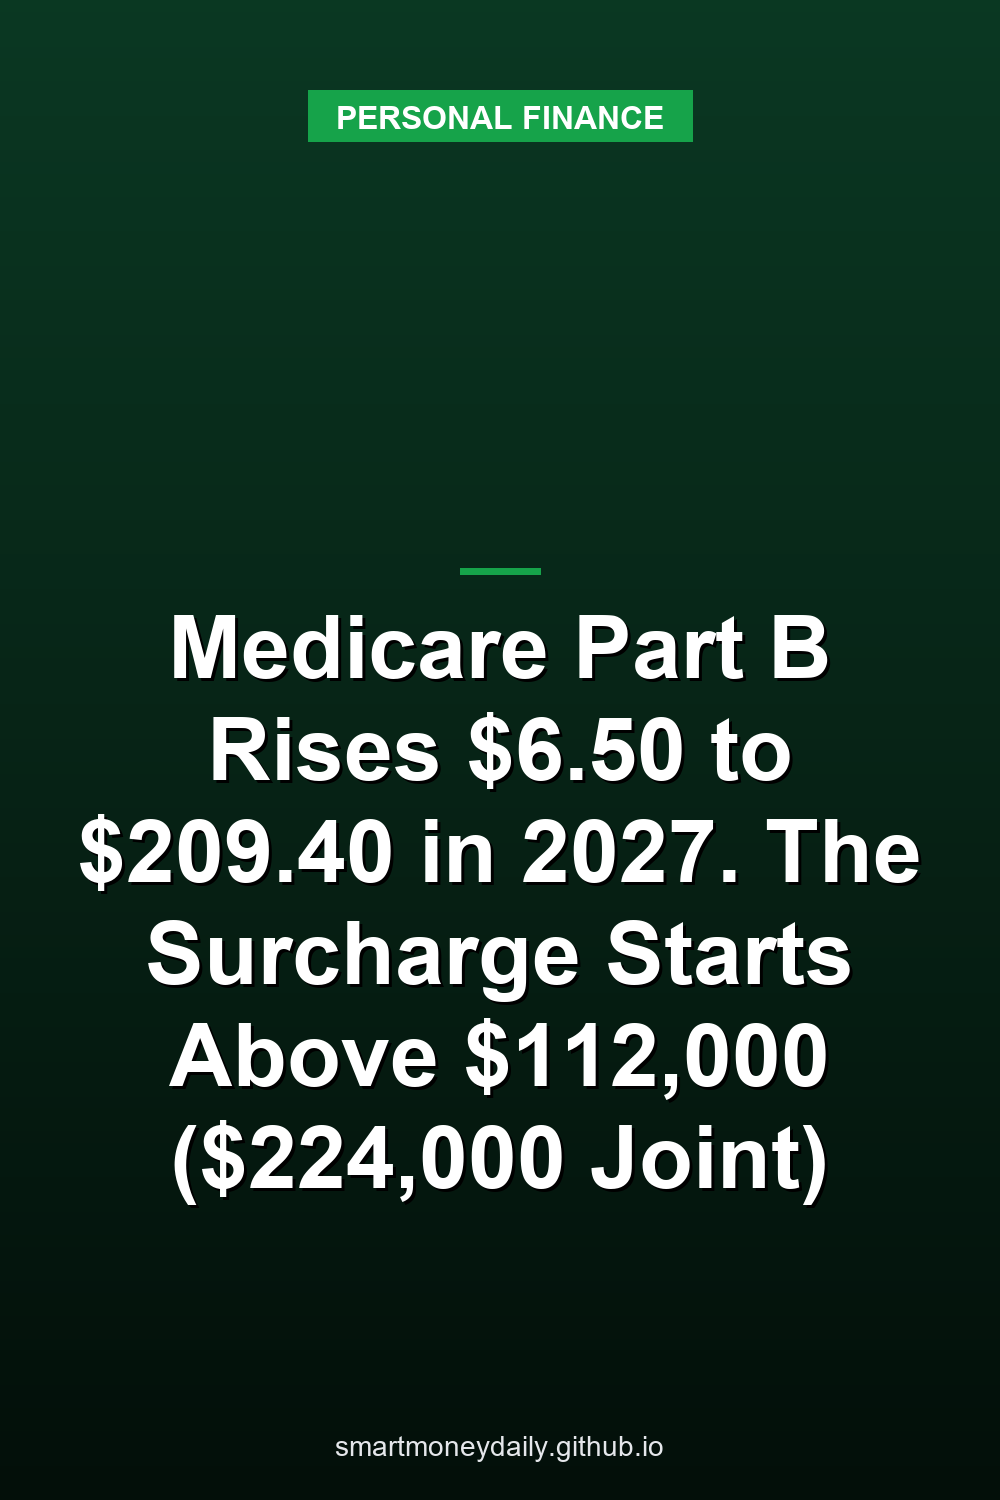 PERSONAL FINANCE
Medicare Part B
Rises $6.50 to
$209.40 in 2027. The
Surcharge Starts
Above $112,000
($224,000 Joint)
smartmoneydaily.github.io